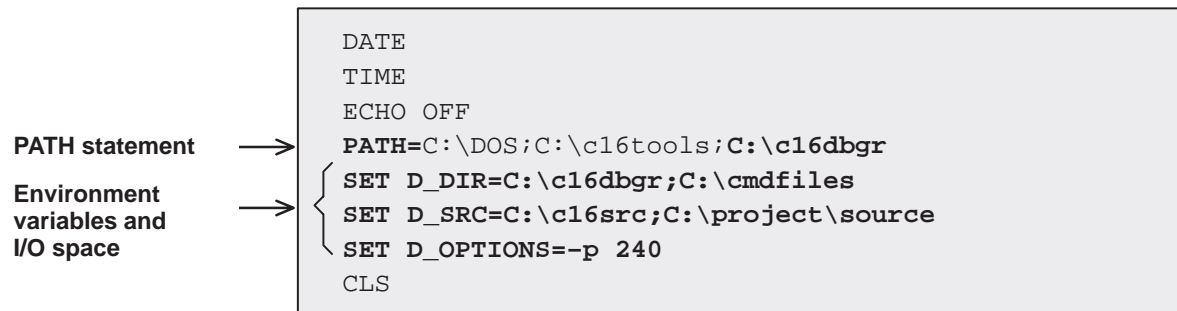 DATE
TIME
ECHO OFF
PATH statement
PATH=C:\DOS;C:\c16tools;C:\c16dbgr
Environment
variables and
I/O space
SET D_DIR=C:\c16dbgr;C:\cmdfiles
SET D_SRC=C:\c16src;C:\project\source
SET D_OPTIONS=–p 240
CLS